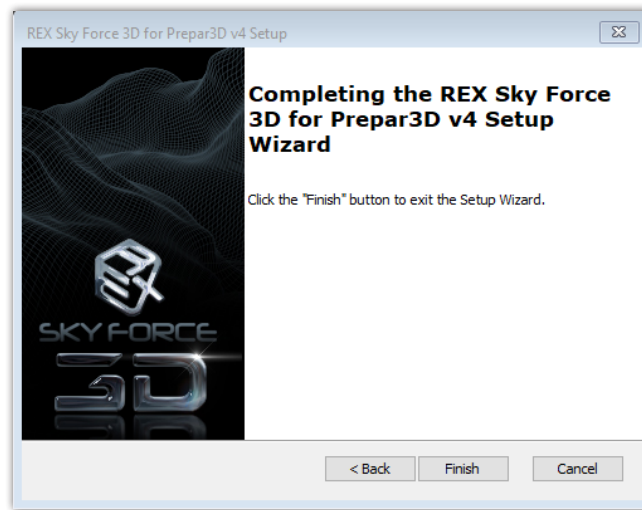 REX Sky Force 3D for Prepar3D v4 Setup
Completing the REX Sky Force
3D for Prepar3D v4 Setup
Wizard
Click the "Finish" button to exit the Setup Wizard.
REX
SKY FORCE
3D
< Back
Finish
Cancel